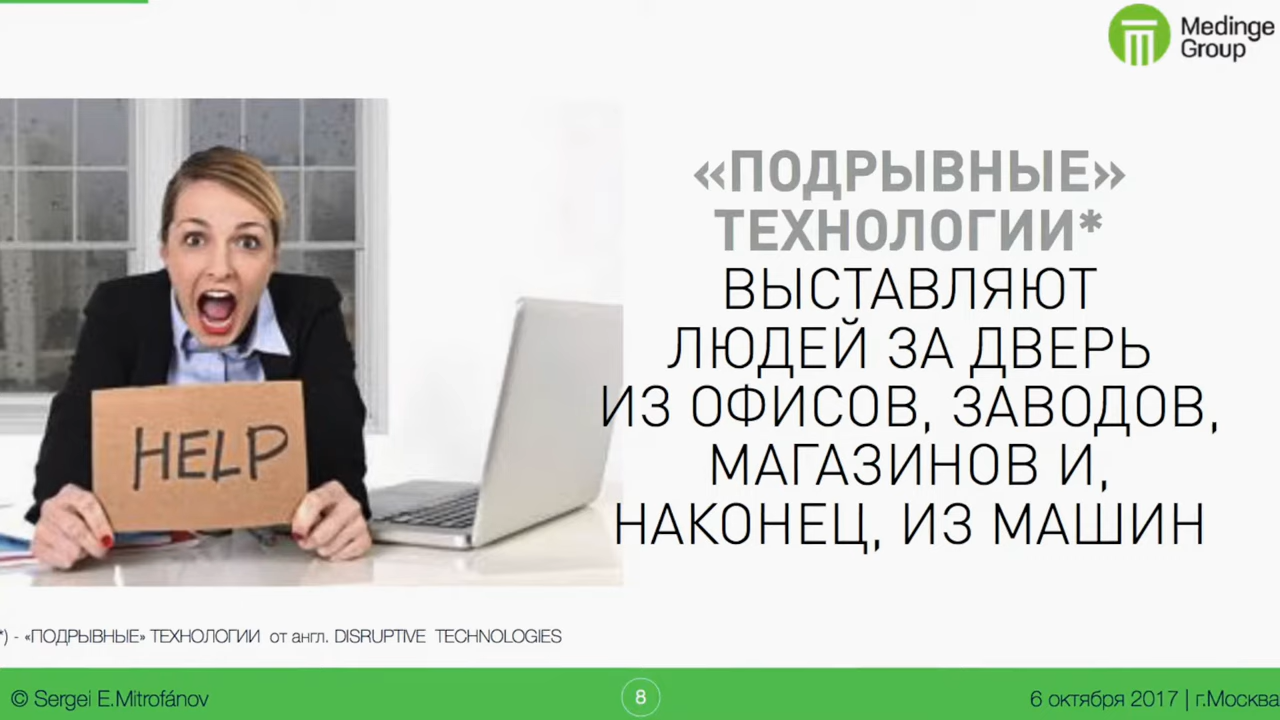 Medinge
Group
«ПОДРЫВНЫЕ»
ТЕХНОЛОГИИ*
ВЫСТАВЛЯЮТ
ЛЮДЕЙ ЗА ДВЕРЬ
ИЗ ОФИСОВ, ЗАВОДОВ,
МАГАЗИНОВ И,
НАКОНЕЦ, ИЗ МАШИН
HELP
*) - «ПОДРЫВНЫЕ» ТЕХНОЛОГИИ от англ. DISRUPTIVE TECHNOLOGIES
© Sergei E.Mitrofánov
8
6 октября 2017 | г.Москва